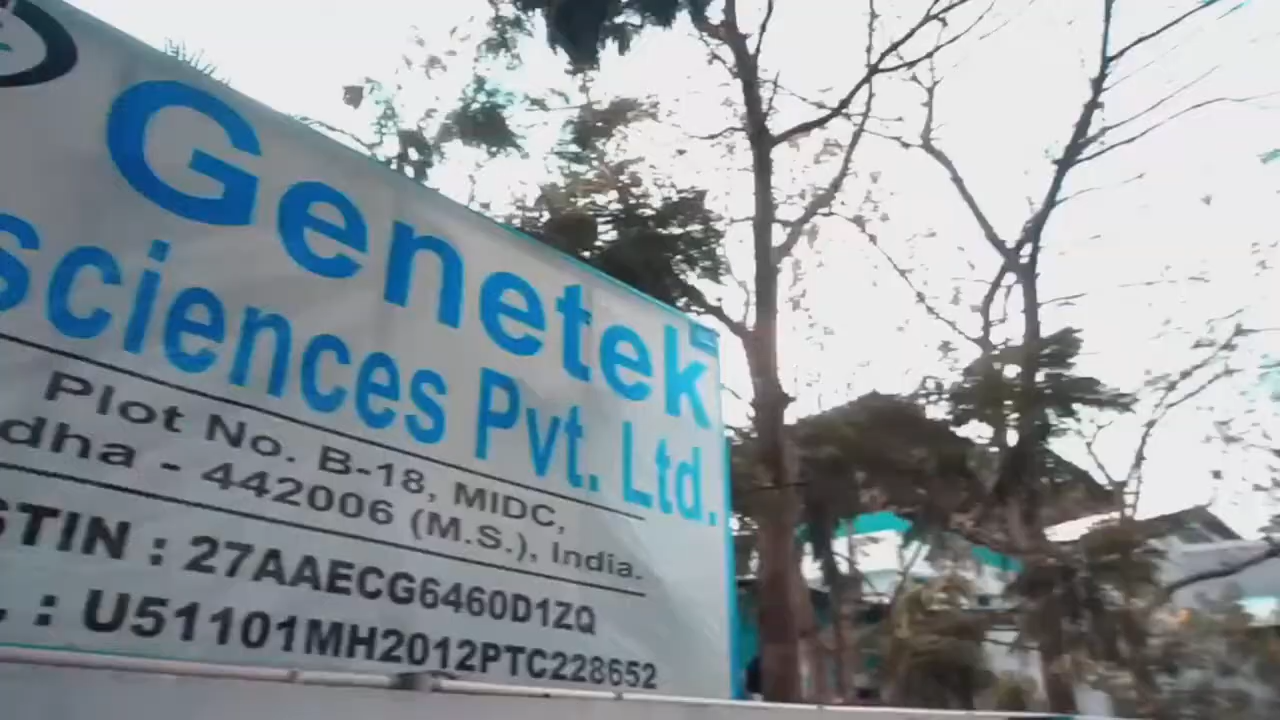 Genetek
sciences Pvt. Ltd.
Plot No. B-18, MIDC,
dha - 442006 (M.S.), India.
STIN : 27AAECG6460D1ZQ
. : U51101MH2012PTC228652